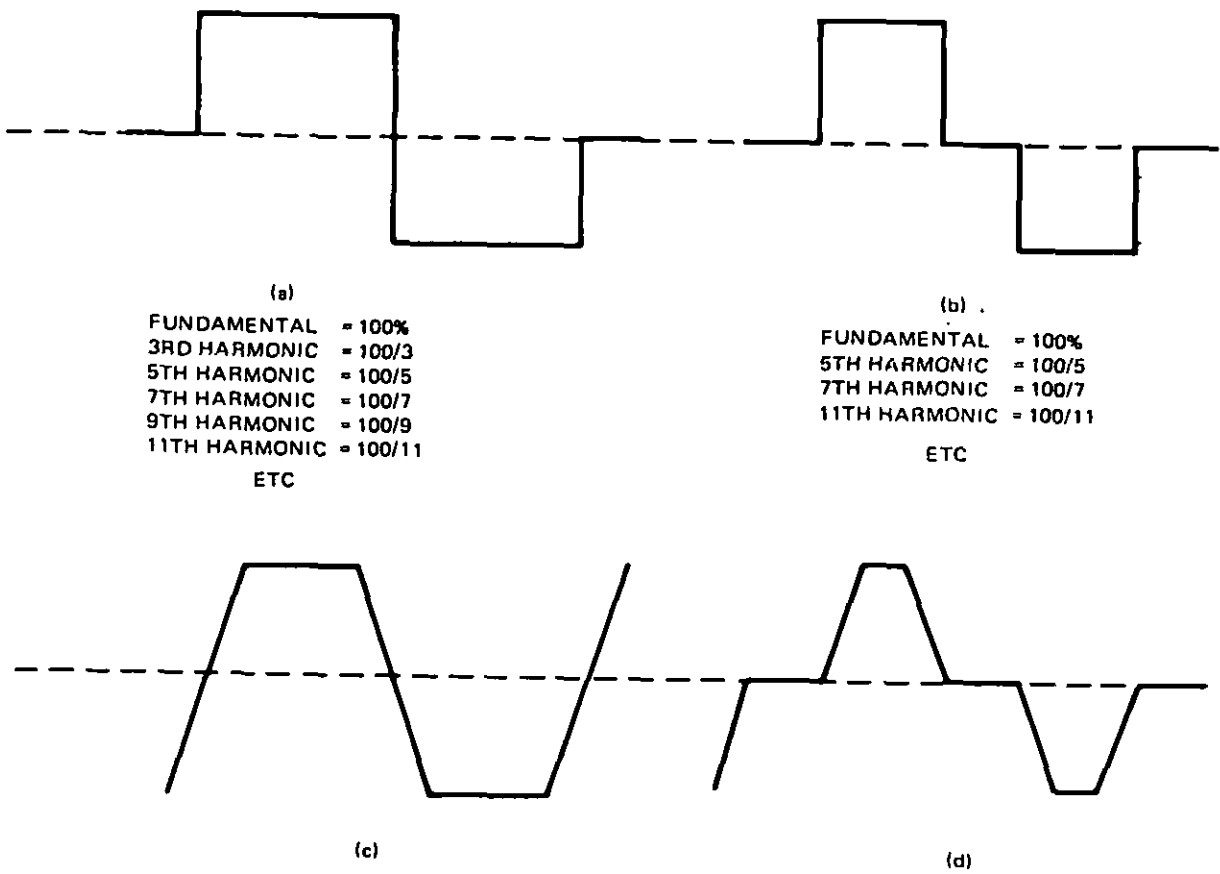 (a)
FUNDAMENTAL = 100%
3RD HARMONIC = 100/3
5TH HARMONIC = 100/5
7TH HARMONIC = 100/7
9TH HARMONIC = 100/9
11TH HARMONIC = 100/11
ETC
(b)
FUNDAMENTAL = 100%
5TH HARMONIC = 100/5
7TH HARMONIC = 100/7
11TH HARMONIC = 100/11
ETC
(c)
(d)